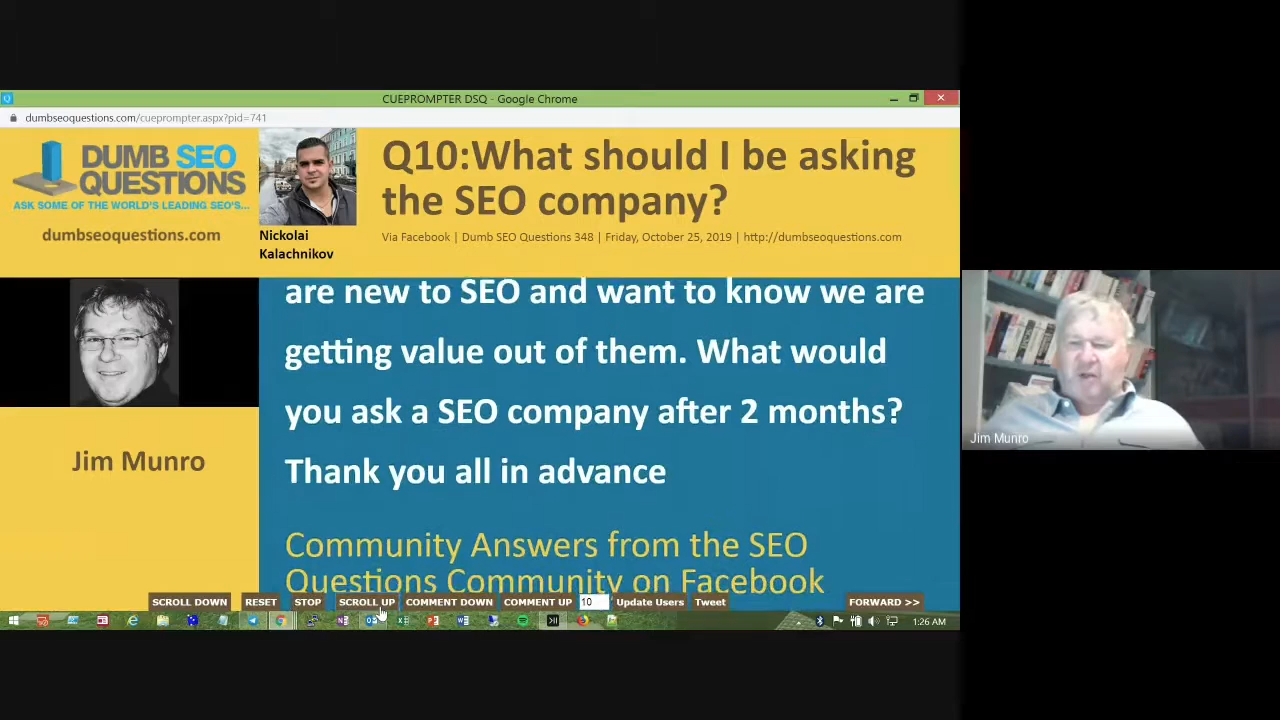 CUEPROMPTER DSQ - Google Chrome
dumbseoquestions.com/cueprompter.aspx?pid=741
DUMB SEO
QUESTIONS
ASK SOME OF THE WORLD'S LEADING SEO'S...
dumbseoquestions.com
Nickolai
Kalachnikov
Q10:What should I be asking
the SEO company?
Via Facebook | Dumb SEO Questions 348 | Friday, October 25, 2019 | http://dumbseoquestions.com
Jim Munro
are new to SEO and want to know we are
getting value out of them. What would
you ask a SEO company after 2 months?
Thank you all in advance
Community Answers from the SEO
Questions Community on Facebook
SCROLL DOWN RESET STOP SCROLL UP COMMENT DOWN COMMENT UP 10 Update Users Tweet FORWARD >>
1:26 AM
Jim Munro